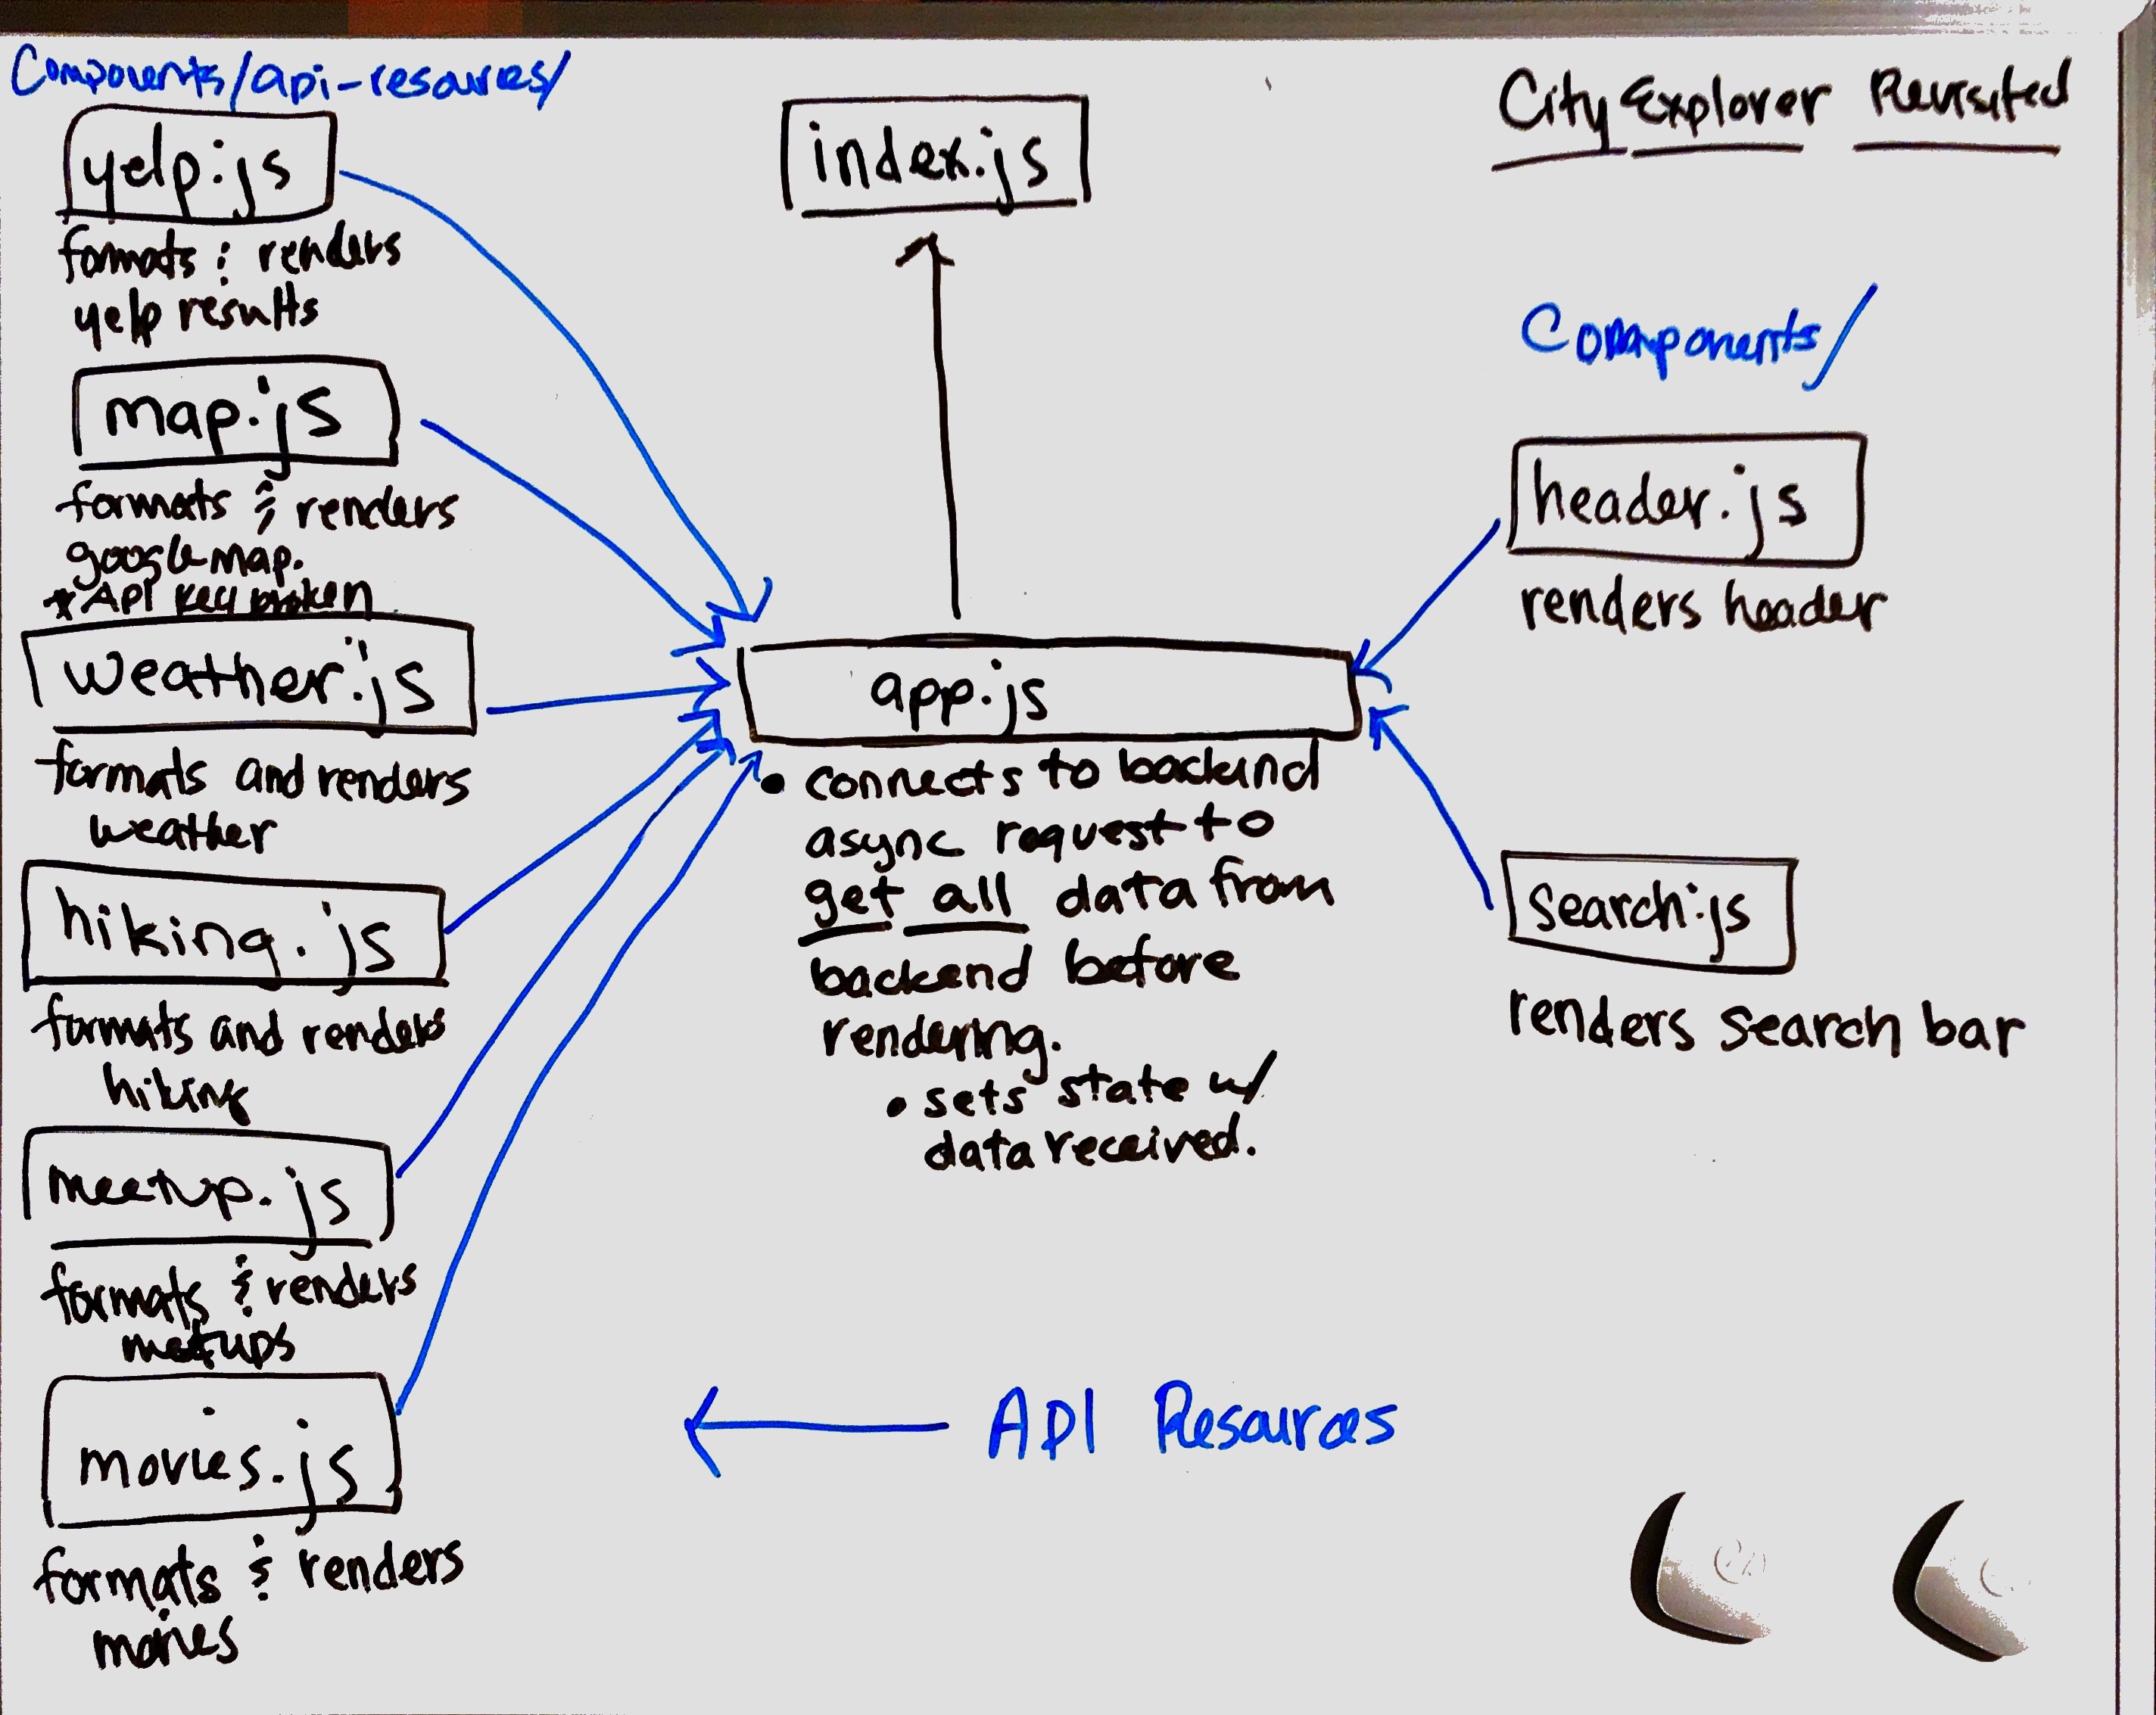 Components/api-resources/
yelp.js
formats & renders
yelp results
map.js
formats & renders
google map.
* API key broken
weather.js
formats and renders
weather
hiking.js
formats and renders
hiking
meetup.js
formats & renders
meetups
movies.js
formats & renders
movies
index.js
app.js
• connects to backend
async request to
get all data from
backend before
rendering.
• sets state w/
data received.
API Resources
City Explorer Revisited
Components/
header.js
renders header
search.js
renders search bar